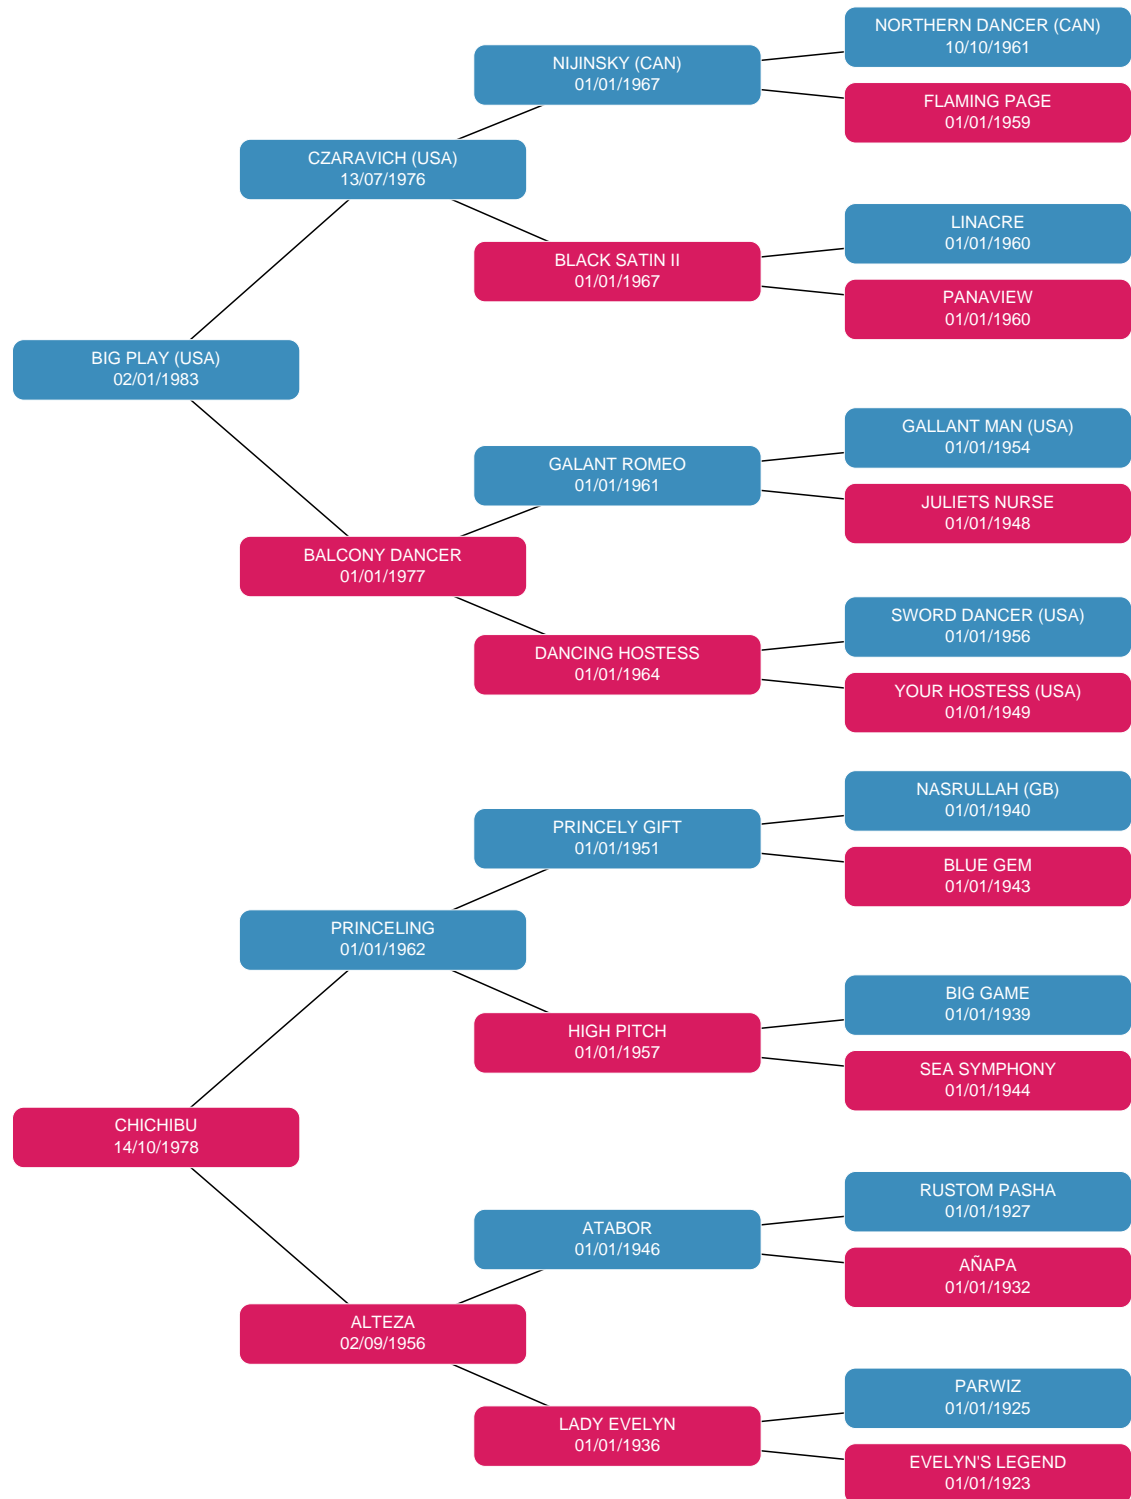 NORTHERN DANCER (CAN)
10/10/1961
NIJINSKY (CAN)
01/01/1967
FLAMING PAGE
01/01/1959
CZARAVICH (USA)
13/07/1976
LINACRE
01/01/1960
BLACK SATIN II
01/01/1967
PANAVIEW
01/01/1960
BIG PLAY (USA)
02/01/1983
GALLANT MAN (USA)
01/01/1954
GALANT ROMEO
01/01/1961
JULIETS NURSE
01/01/1948
BALCONY DANCER
01/01/1977
SWORD DANCER (USA)
01/01/1956
DANCING HOSTESS
01/01/1964
YOUR HOSTESS (USA)
01/01/1949
NASRULLAH (GB)
01/01/1940
PRINCELY GIFT
01/01/1951
BLUE GEM
01/01/1943
PRINCELING
01/01/1962
BIG GAME
01/01/1939
HIGH PITCH
01/01/1957
SEA SYMPHONY
01/01/1944
CHICHIBU
14/10/1978
RUSTOM PASHA
01/01/1927
ATABOR
01/01/1946
AÑAPA
01/01/1932
ALTEZA
02/09/1956
PARWIZ
01/01/1925
LADY EVELYN
01/01/1936
EVELYN'S LEGEND
01/01/1923